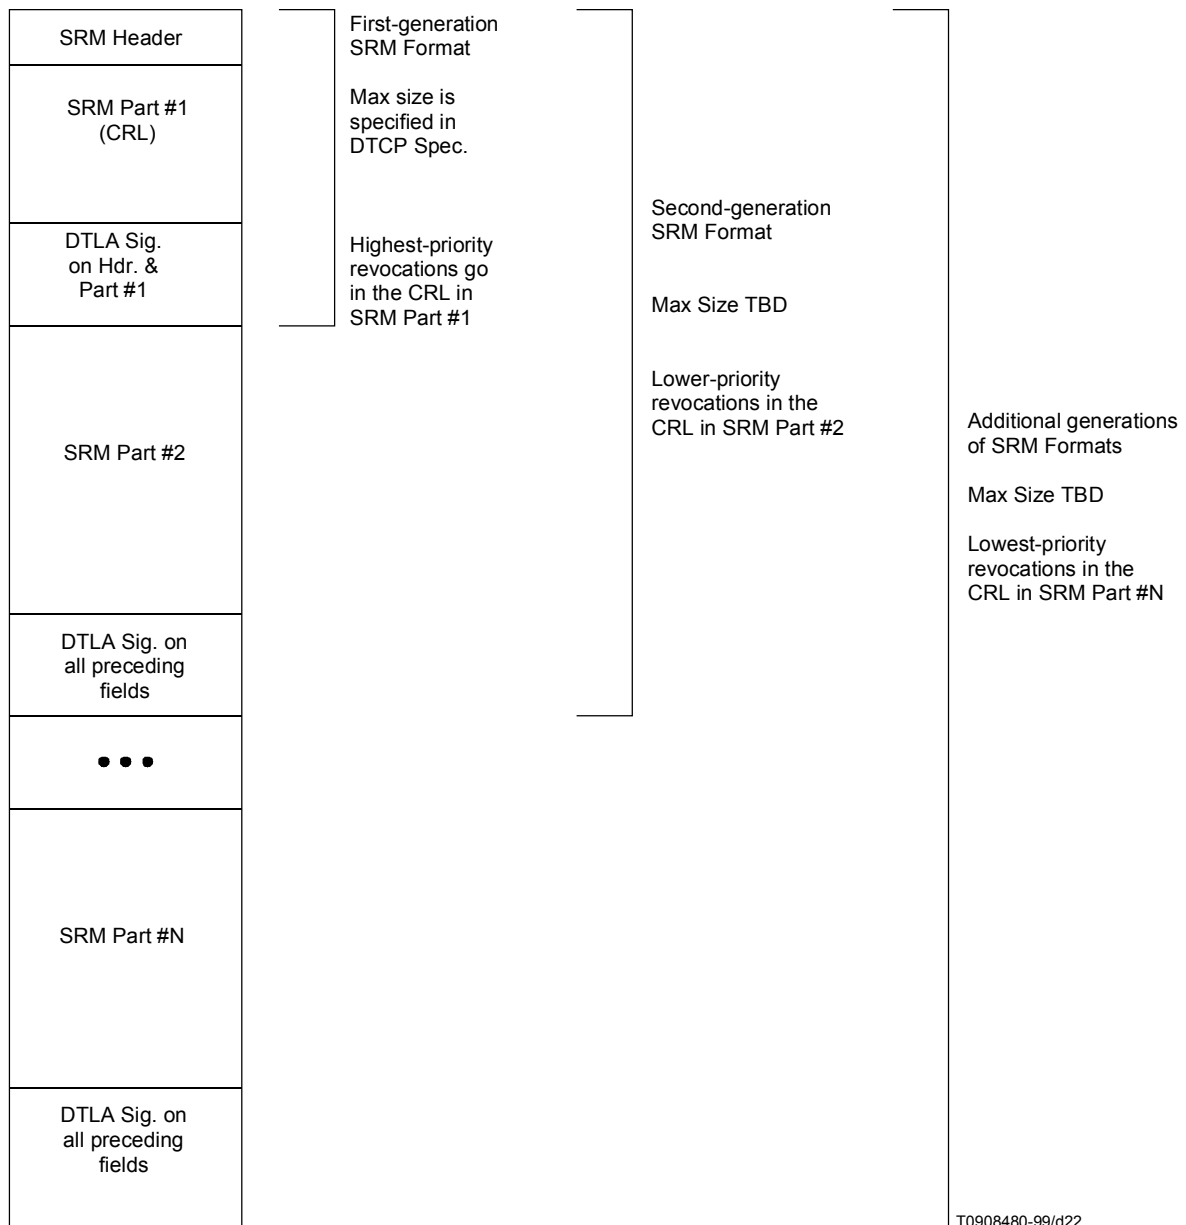 SRM Header
SRM Part #1
(CRL)
DTLA Sig.
on Hdr. &
Part #1
SRM Part #2
DTLA Sig. on
all preceding
fields
• • •
SRM Part #N
DTLA Sig. on
all preceding
fields
First-generation
SRM Format
Max size is
specified in
DTCP Spec.
Highest-priority
revocations go
in the CRL in
SRM Part #1
Second-generation
SRM Format
Max Size TBD
Lower-priority
revocations in the
CRL in SRM Part #2
Additional generations
of SRM Formats
Max Size TBD
Lowest-priority
revocations in the
CRL in SRM Part #N
T0908480-99/d22